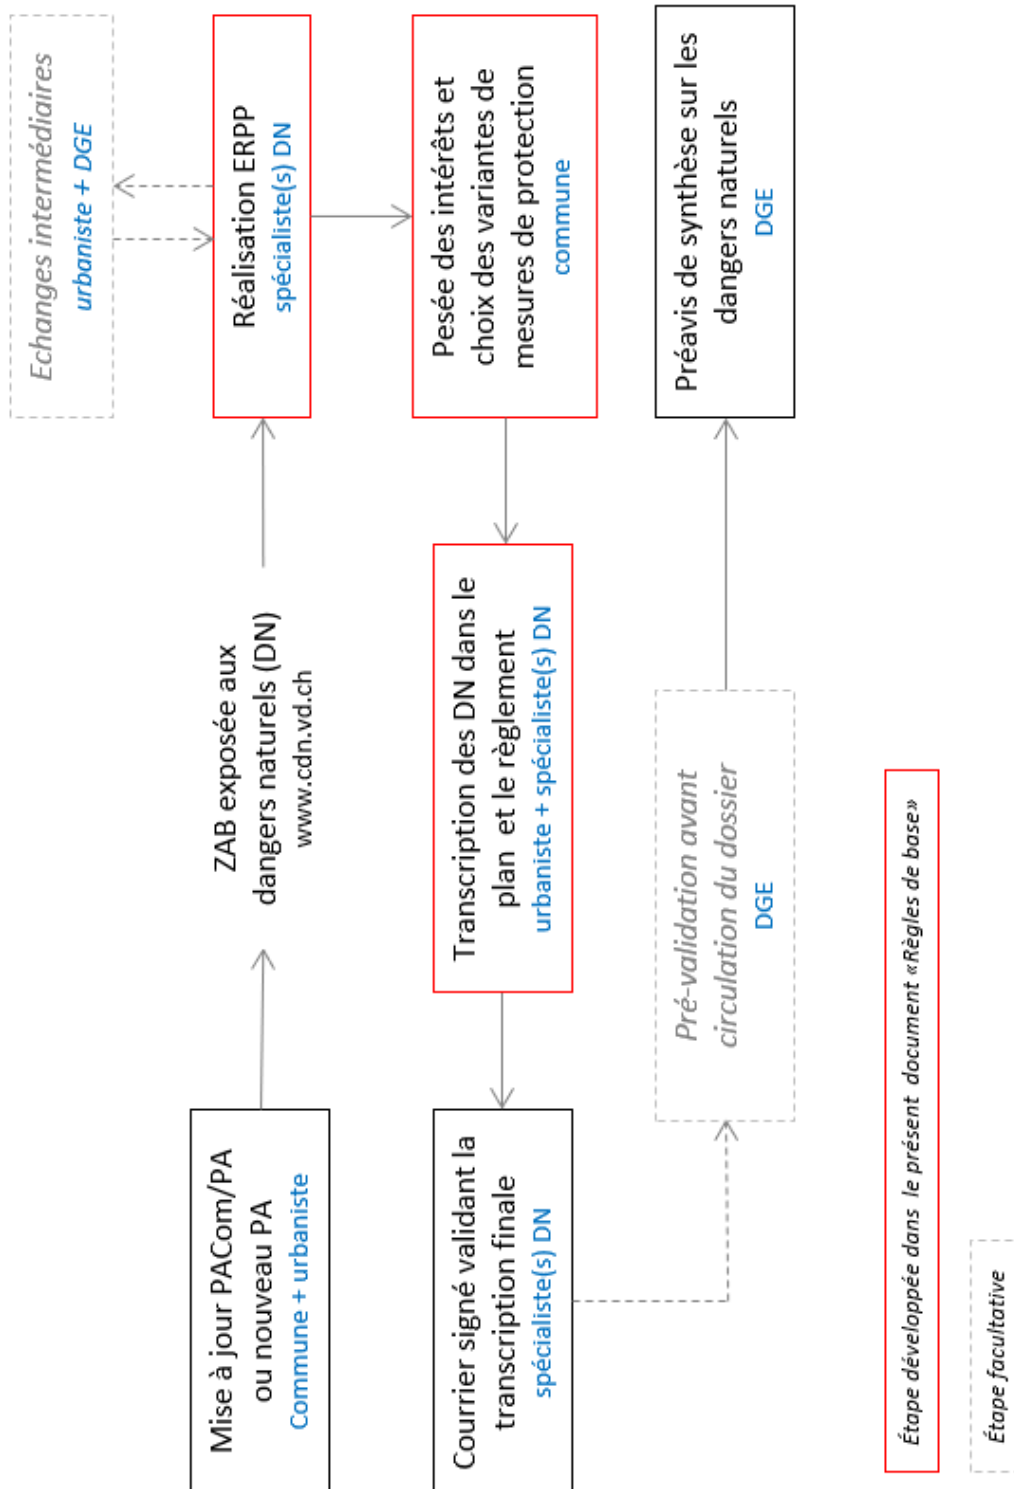 Mise à jour PACom/PA
ou nouveau PA
Commune + urbaniste
ZAB exposée aux
dangers naturels (DN)
www.cdn.vd.ch
Réalisation ERPP
spécialiste(s) DN
Echanges intermédiaires
urbaniste + DGE
Pesée des intérêts et
choix des variantes de
mesures de protection
commune
Transcription des DN dans le
plan et le règlement
urbaniste + spécialiste(s) DN
Courrier signé validant la
transcription finale
spécialiste(s) DN
Pré-validation avant
circulation du dossier
DGE
Préavis de synthèse sur les
dangers naturels
DGE
Étape développée dans le présent document «Règles de base»
Étape facultative